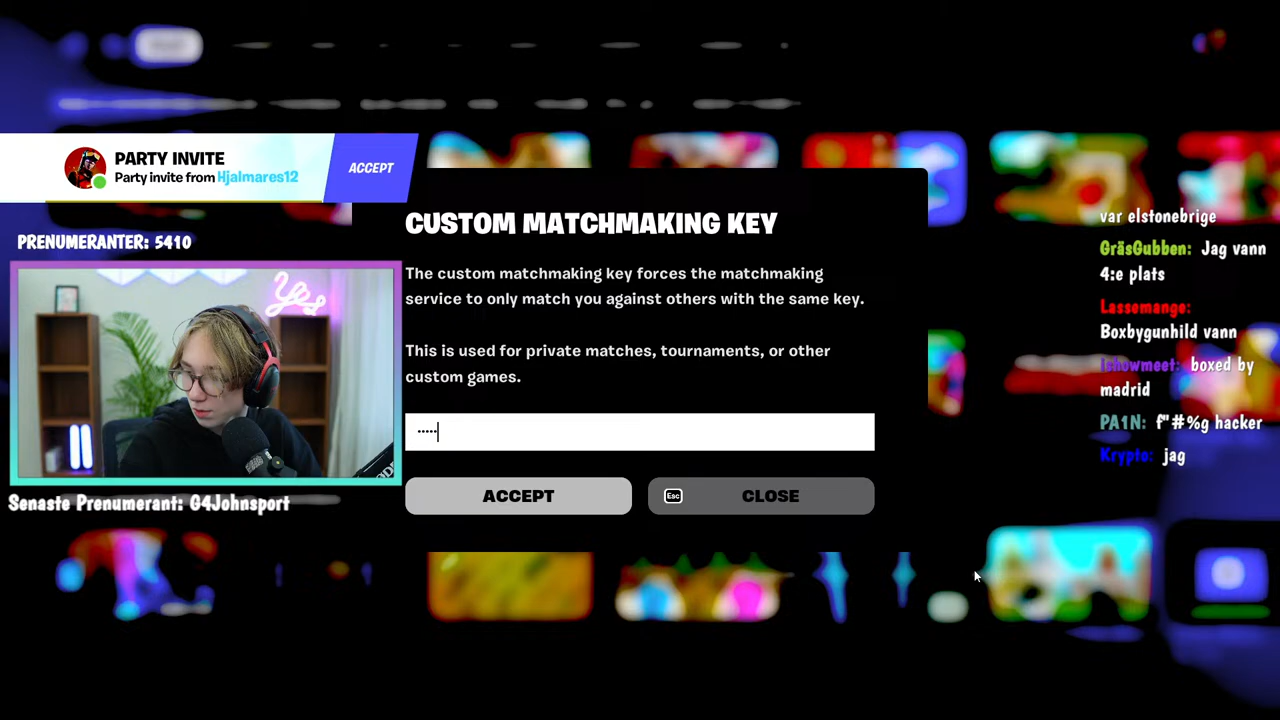 PARTY INVITE
Party invite from Hjalmares12
ACCEPT
PRENUMERANTER: 5410
yes
Senaste Prenumerant: G4Johnsport
CUSTOM MATCHMAKING KEY
The custom matchmaking key forces the matchmaking
service to only match you against others with the same key.
This is used for private matches, tournaments, or other
custom games.
•••••
ACCEPT
Esc
CLOSE
var elstonebrige
GräsGubben: Jag vann
4:e plats
Lassemange:
Boxbygunhild vann
ishowmeet: boxed by
madrid
PA1N: f"#%g hacker
Krypto: jag